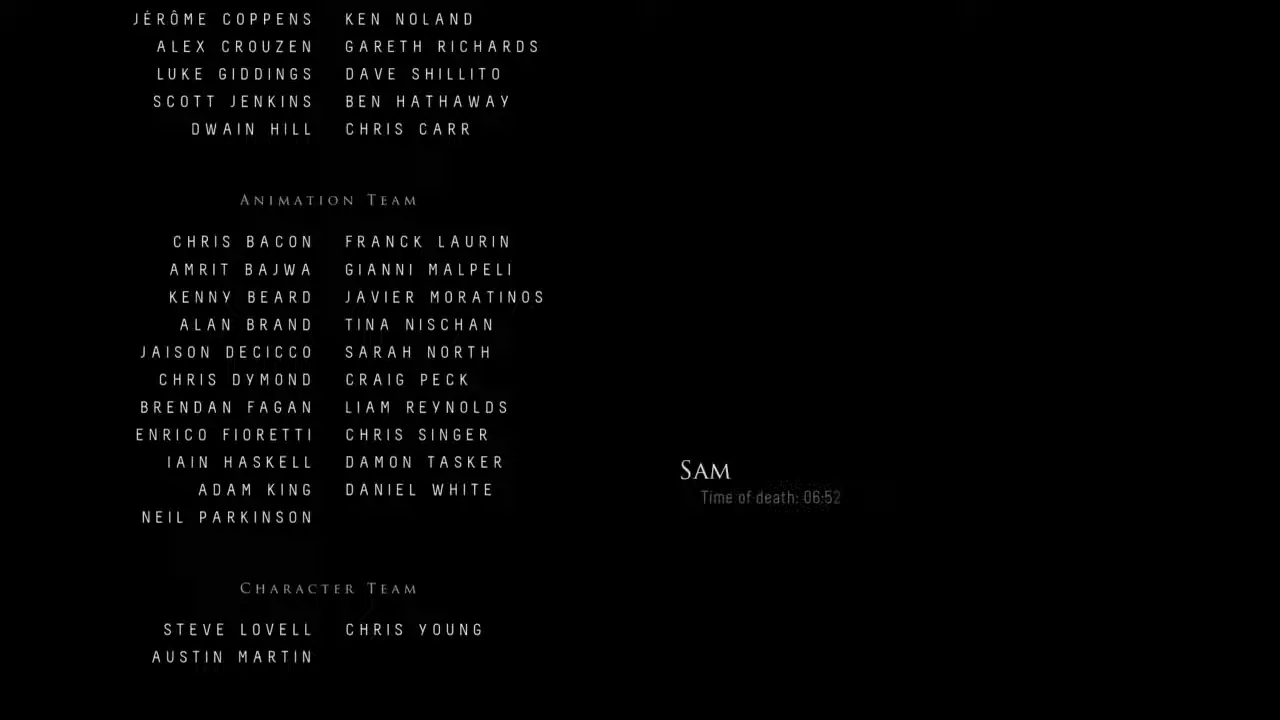 JÉRÔME COPPENS KEN NOLAND
ALEX CROUZEN GARETH RICHARDS
LUKE GIDDINGS DAVE SHILLITO
SCOTT JENKINS BEN HATHAWAY
DWAIN HILL CHRIS CARR
ANIMATION TEAM
CHRIS BACON FRANCK LAURIN
AMRIT BAJWA GIANNI MALPELI
KENNY BEARD JAVIER MORATINOS
ALAN BRAND TINA NISCHAN
JAISON DECICCO SARAH NORTH
CHRIS DYMOND CRAIG PECK
BRENDAN FAGAN LIAM REYNOLDS
ENRICO FIORETTI CHRIS SINGER
IAIN HASKELL DAMON TASKER
ADAM KING DANIEL WHITE
NEIL PARKINSON
CHARACTER TEAM
STEVE LOVELL CHRIS YOUNG
AUSTIN MARTIN
SAM
Time of death: 06:52